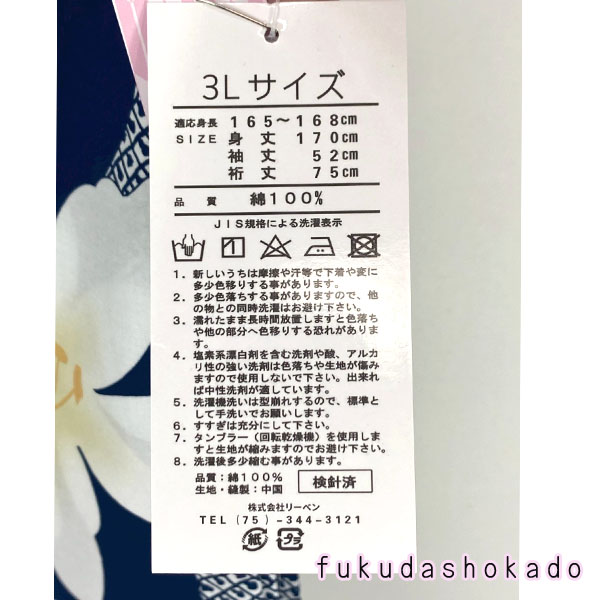 3Lサイズ
適応身長 165～168cm
SIZE 身丈 170cm
袖丈 52cm
裄丈 75cm
品質 綿100%
JIS規格による洗濯表示
1．新しいうちは摩擦や汗等で下着や変に
多少色移りする事があります。
2．多少色落ちする事がありますので、他
の物との同時洗濯はお避け下さい。
3．濡れたまま長時間放置しますと色落ち
や他の部分へ色移りする恐れがありま
す。
4．塩素系漂白剤を含む洗剤や酸、アルカ
リ性の強い洗剤は色落ちや生地が傷み
ますので使用しないで下さい。出来れば
中性洗剤が適しています。
5．洗濯機洗いは型崩れするので、標準と
して手洗いでお願いします。
6．すすぎは充分にして下さい。
7．タンブラー（回転乾燥機）を使用しま
すと生地が縮みますのでお避け下さい。
8．洗濯後多少縮む事があります。
品質：綿100%
生地・縫製：中国
検針済
株式会社リーベン
TEL (75) -344-3121
紙 プラ
fukudashokado